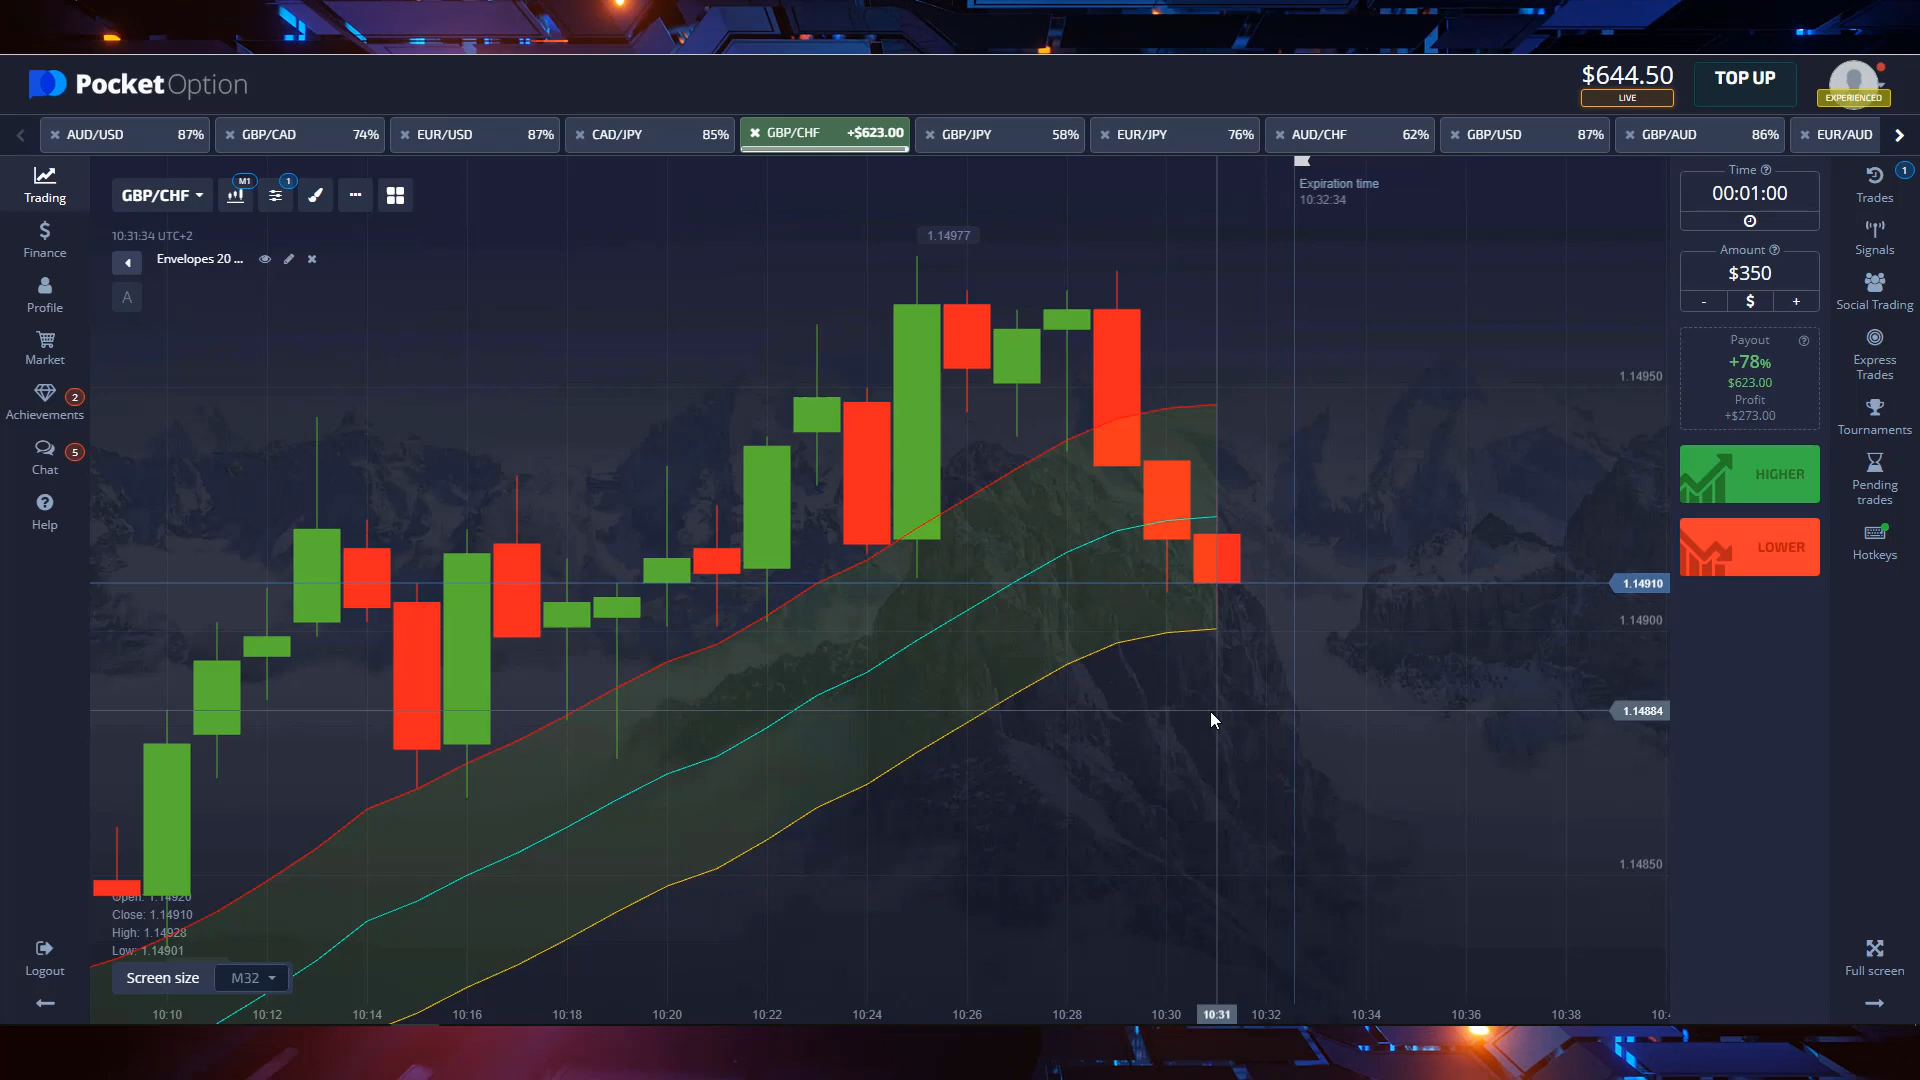 PocketOption
$644.50
LIVE
TOP UP
EXPERIENCED
AUD/USD 87%
GBP/CAD 74%
EUR/USD 87%
CAD/JPY 85%
GBP/CHF +$623.00
GBP/JPY 58%
EUR/JPY 76%
AUD/CHF 62%
GBP/USD 87%
GBP/AUD 86%
EUR/AUD
Trading
Finance
Profile
Market
Achievements
2
Chat
5
Help
Logout
GBP/CHF
M1
1
10:31:34 UTC+2
Envelopes 20 ...
A
1.14977
Expiration time
10:32:34
1.14950
1.14910
1.14900
1.14884
1.14850
Open: 1.14920
Close: 1.14910
High: 1.14928
Low: 1.14901
Screen size M32
10:10 10:12 10:14 10:16 10:18 10:20 10:22 10:24 10:26 10:28 10:30 10:31 10:32 10:34 10:36 10:38
Time
00:01:00
Amount
$350
- $ +
Payout
+78%
$623.00
Profit
+$273.00
HIGHER
LOWER
1
Trades
Signals
Social Trading
Express
Trades
Tournaments
Pending
trades
Hotkeys
Full screen